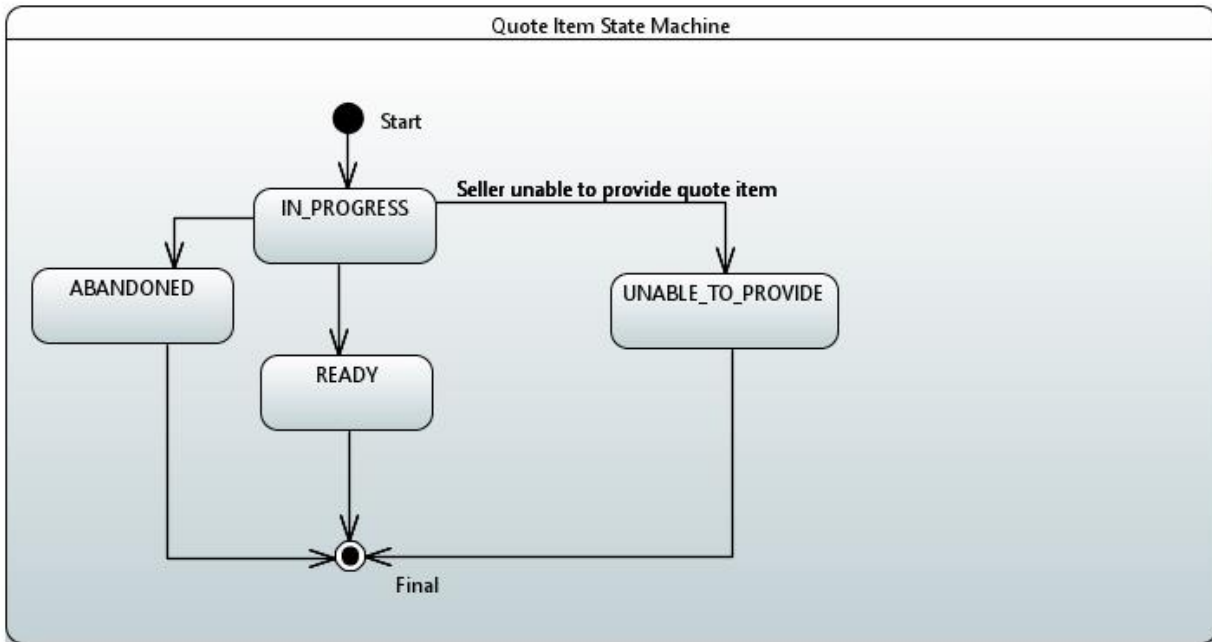 Quote Item State Machine
Start
Seller unable to provide quote item
IN_PROGRESS
ABANDONED
UNABLE_TO_PROVIDE
READY
Final